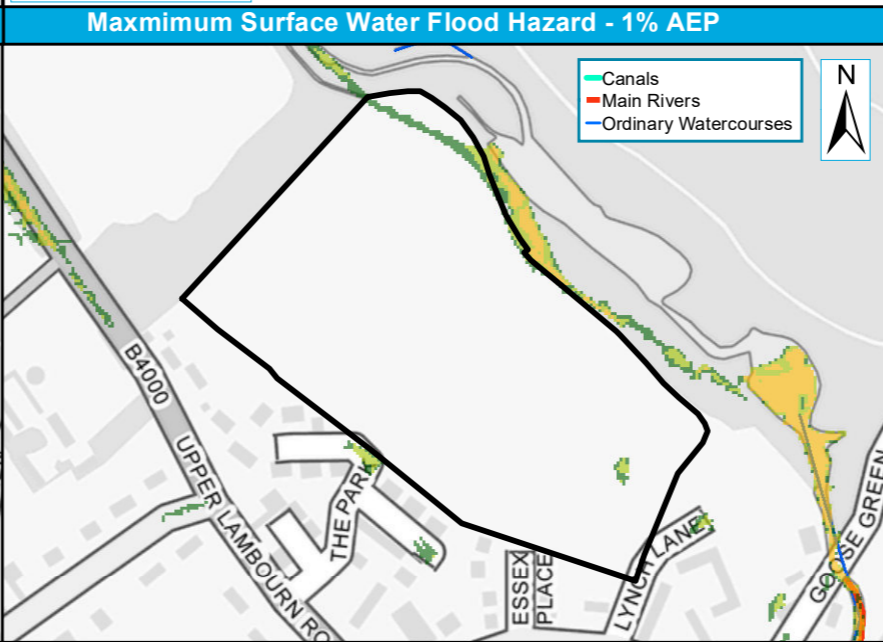 Maxmimum Surface Water Flood Hazard - 1% AEP
Canals
Main Rivers
Ordinary Watercourses
N
B4000
UPPER LAMBOURN RO
THE PARK
ESSEX
PLACE
LYNCH LANE
GOOSE GREEN